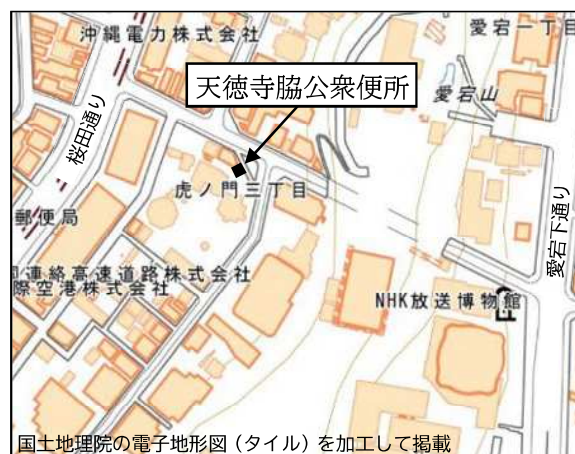 沖縄電力株式会社
愛宕一丁目
天徳寺脇公衆便所
愛宕山
桜田通り
虎ノ門三丁目
郵便局
愛宕下通り
連絡高速道路株式会社
際空港株式会社
NHK放送博物館
国土地理院の電子地形図（タイル）を加工して掲載